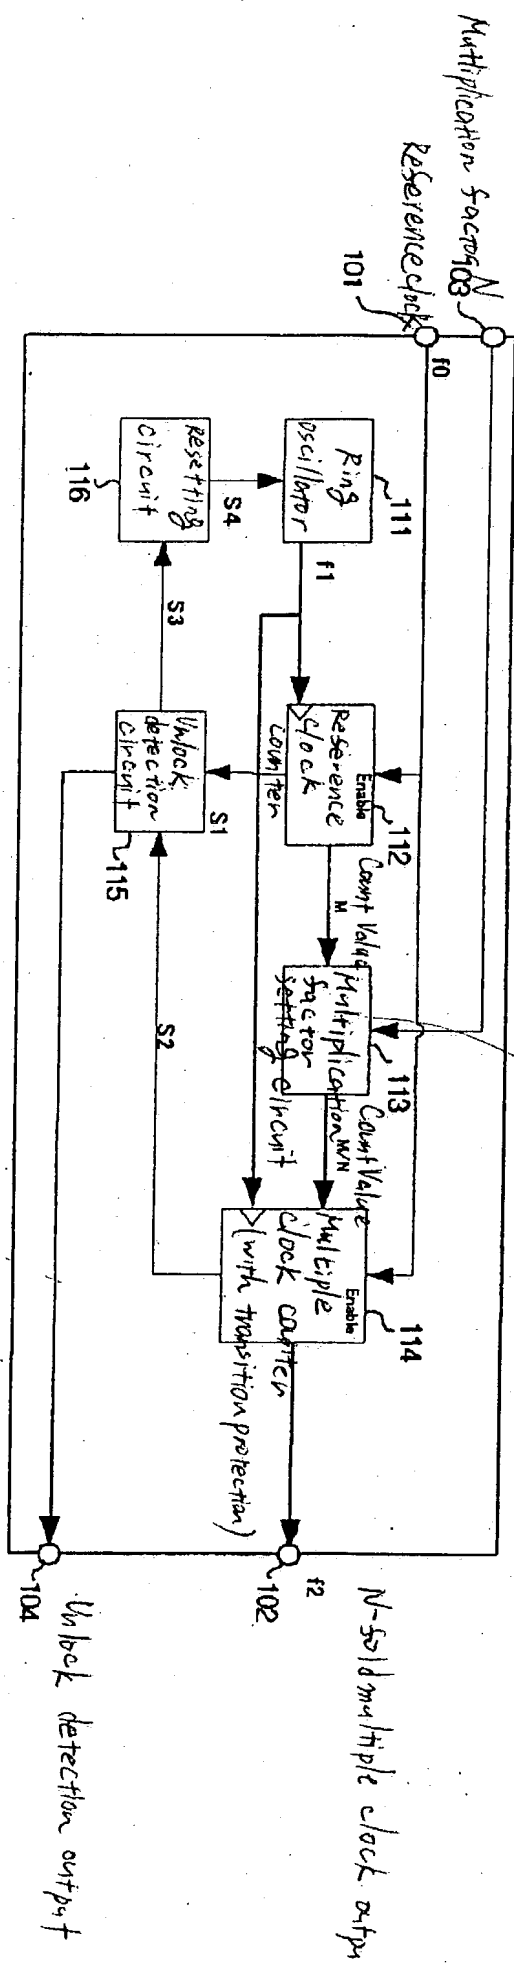 Multiplication factor N
103
Reference clock
101
f0
Ring
oscillator
111
f1
Resetting
circuit
116
S4
S3
Reference
clock
counter
Enable
112
Count Value
M
Unlock
detection
circuit
115
S1
S2
Multiplication
factor
setting circuit
113
Count Value
M/N
Multiple
clock counter
(with transition protection)
Enable
114
f2
102
N-fold multiple clock outpu
104
Unlock detection output